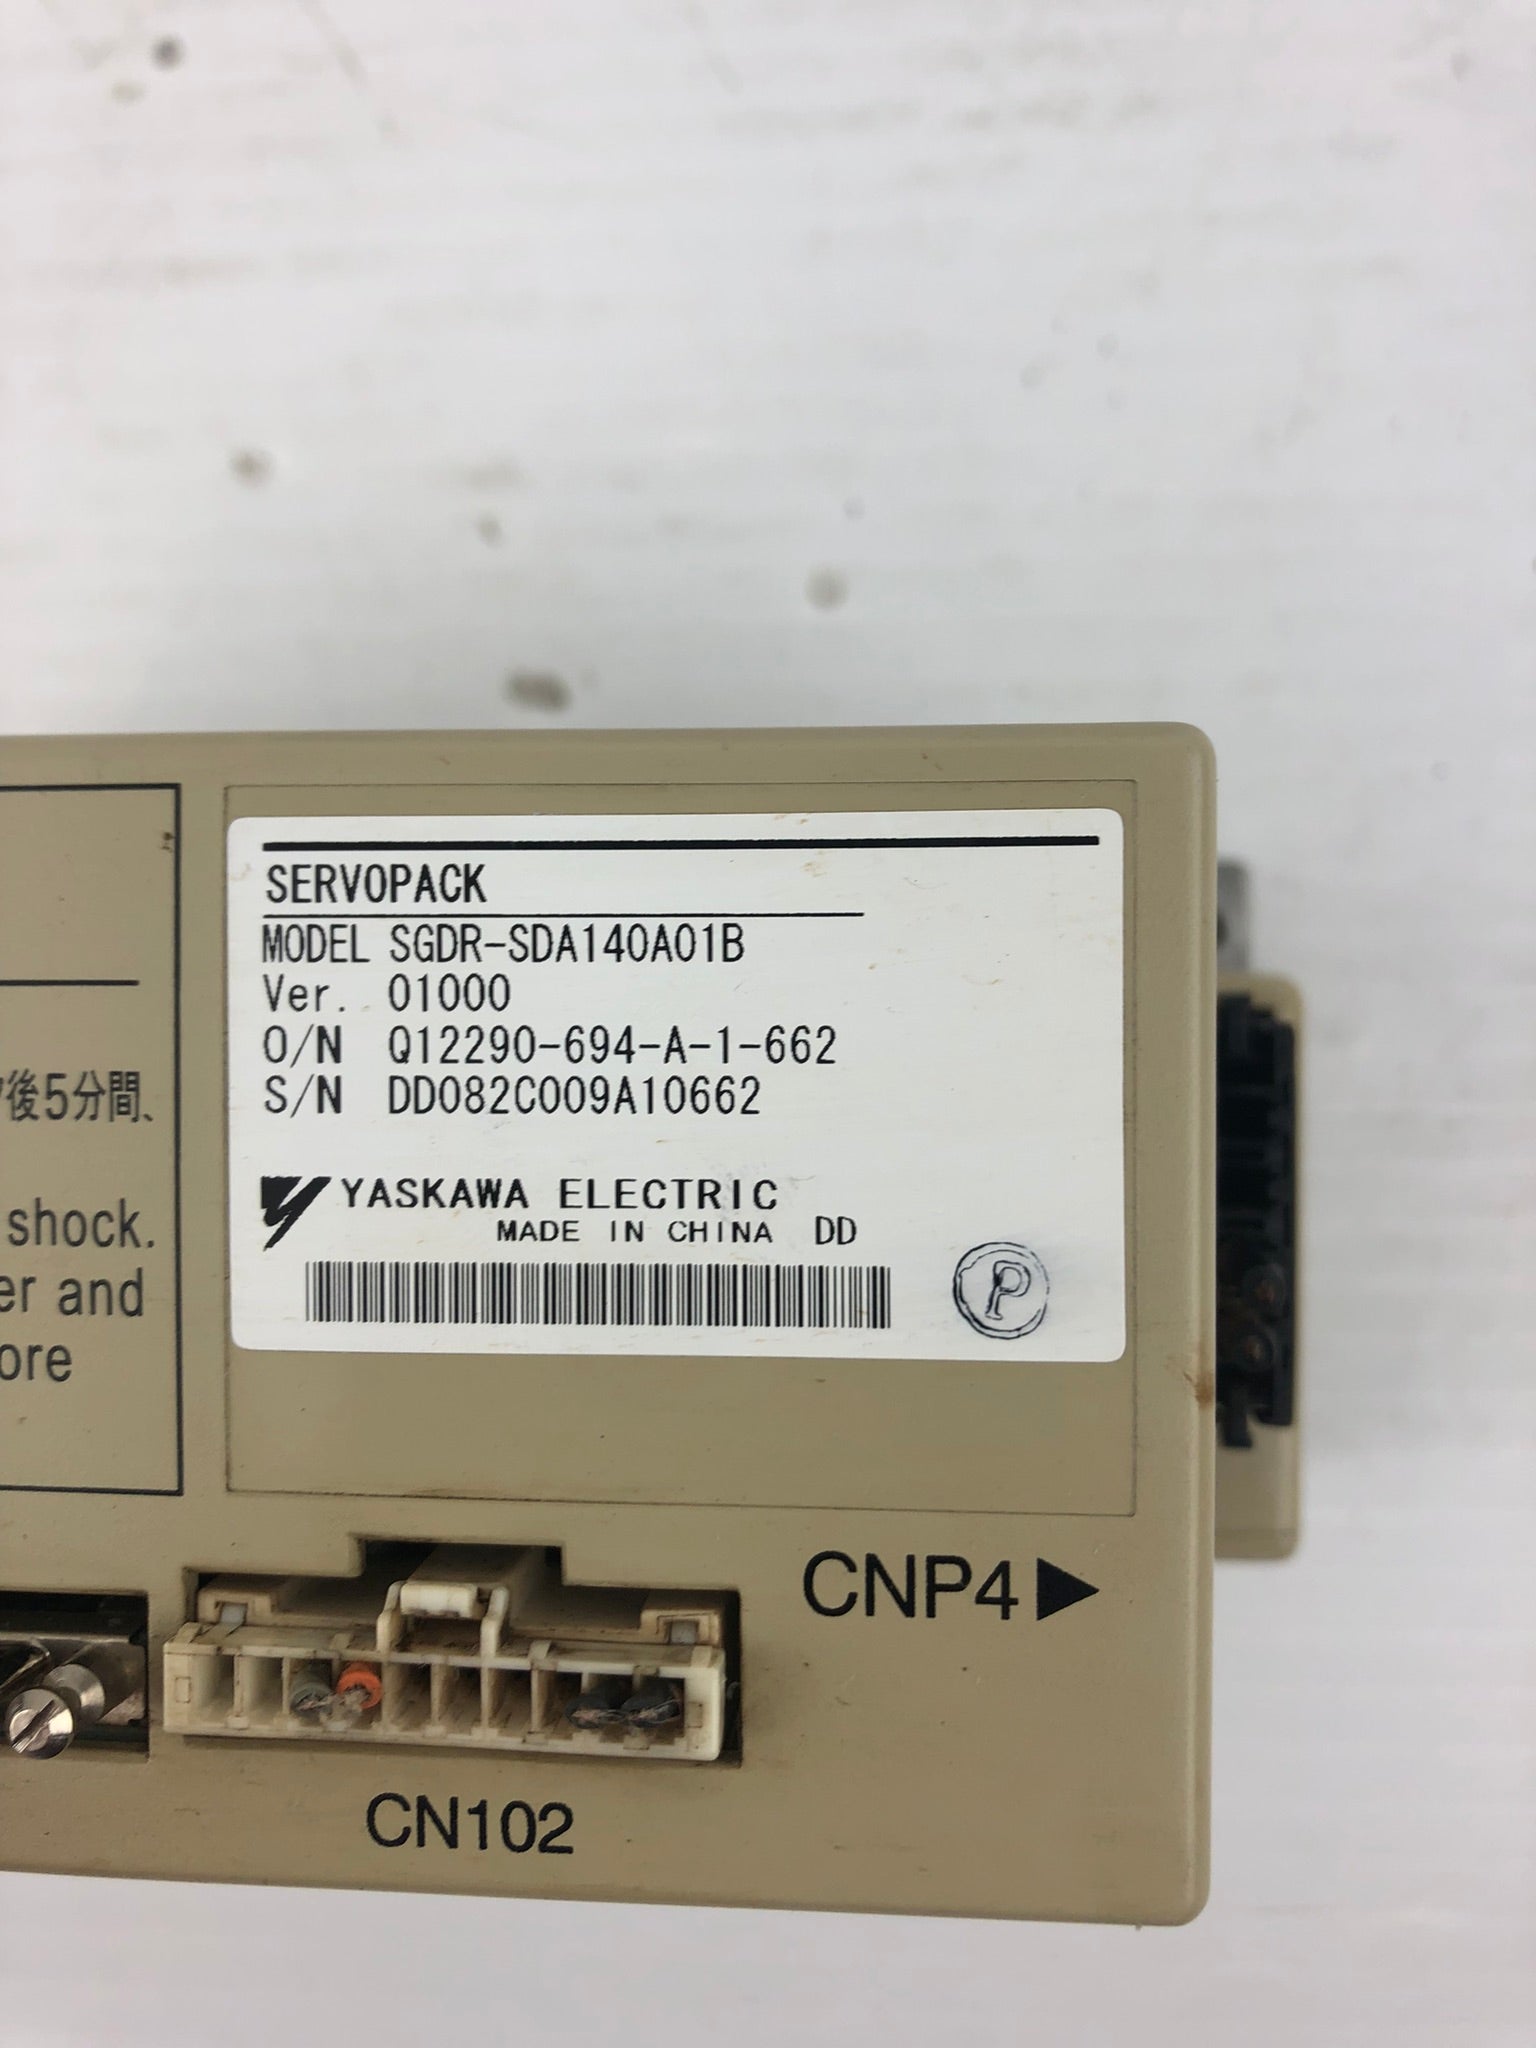 SERVOPACK
MODEL SGDR-SDA140A01B
Ver. 01000
O/N Q12290-694-A-1-662
S/N DD082C009A10662
YASKAWA ELECTRIC
MADE IN CHINA DD
P
後5分間、
shock.
er and
ore
CNP4▶
CN102